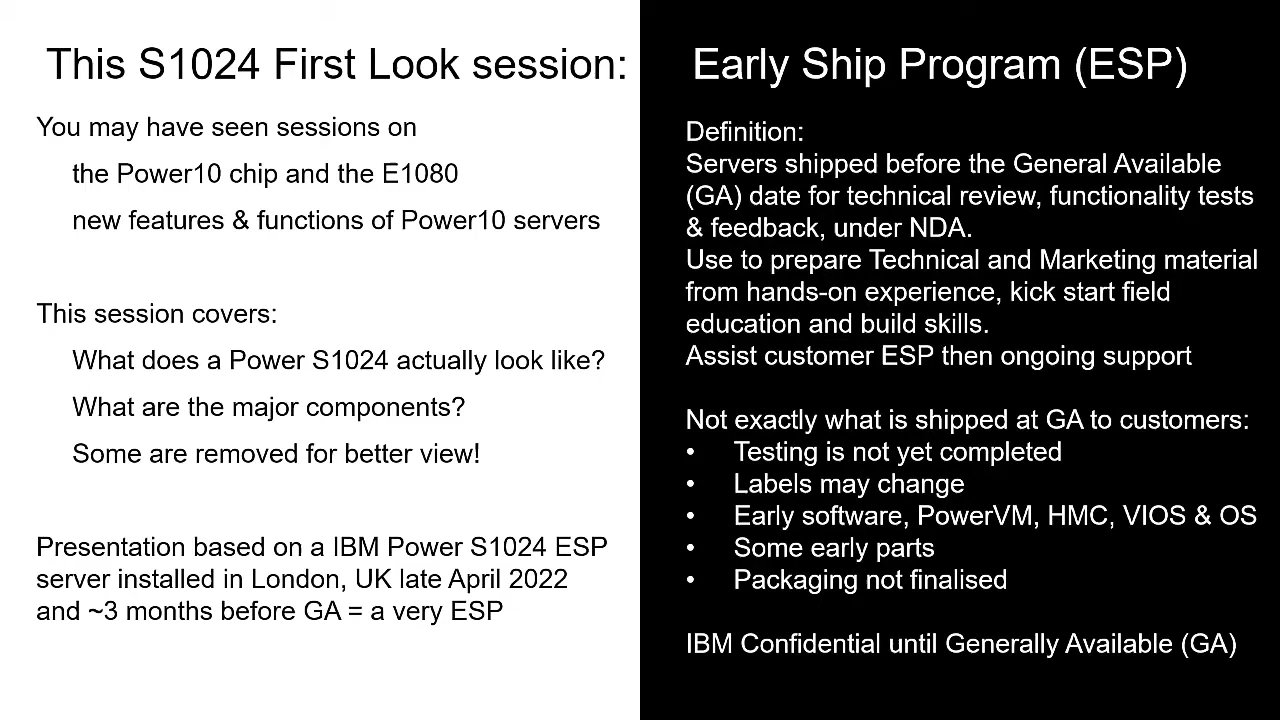 This S1024 First Look session:
You may have seen sessions on
the Power10 chip and the E1080
new features & functions of Power10 servers
This session covers:
What does a Power S1024 actually look like?
What are the major components?
Some are removed for better view!
Presentation based on a IBM Power S1024 ESP
server installed in London, UK late April 2022
and ~3 months before GA = a very ESP
Early Ship Program (ESP)
Definition:
Servers shipped before the General Available
(GA) date for technical review, functionality tests
& feedback, under NDA.
Use to prepare Technical and Marketing material
from hands-on experience, kick start field
education and build skills.
Assist customer ESP then ongoing support
Not exactly what is shipped at GA to customers:
• Testing is not yet completed
• Labels may change
• Early software, PowerVM, HMC, VIOS & OS
• Some early parts
• Packaging not finalised
IBM Confidential until Generally Available (GA)